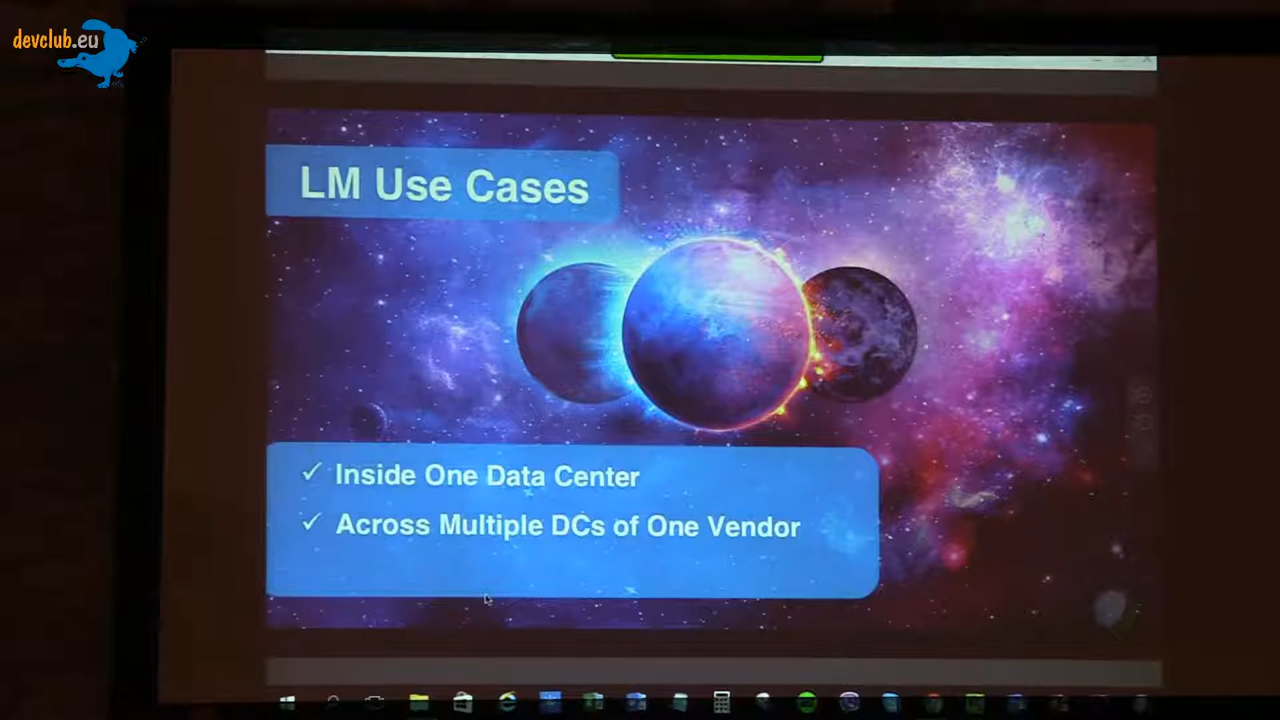 devclub.eu
LM Use Cases
✓ Inside One Data Center
✓ Across Multiple DCs of One Vendor